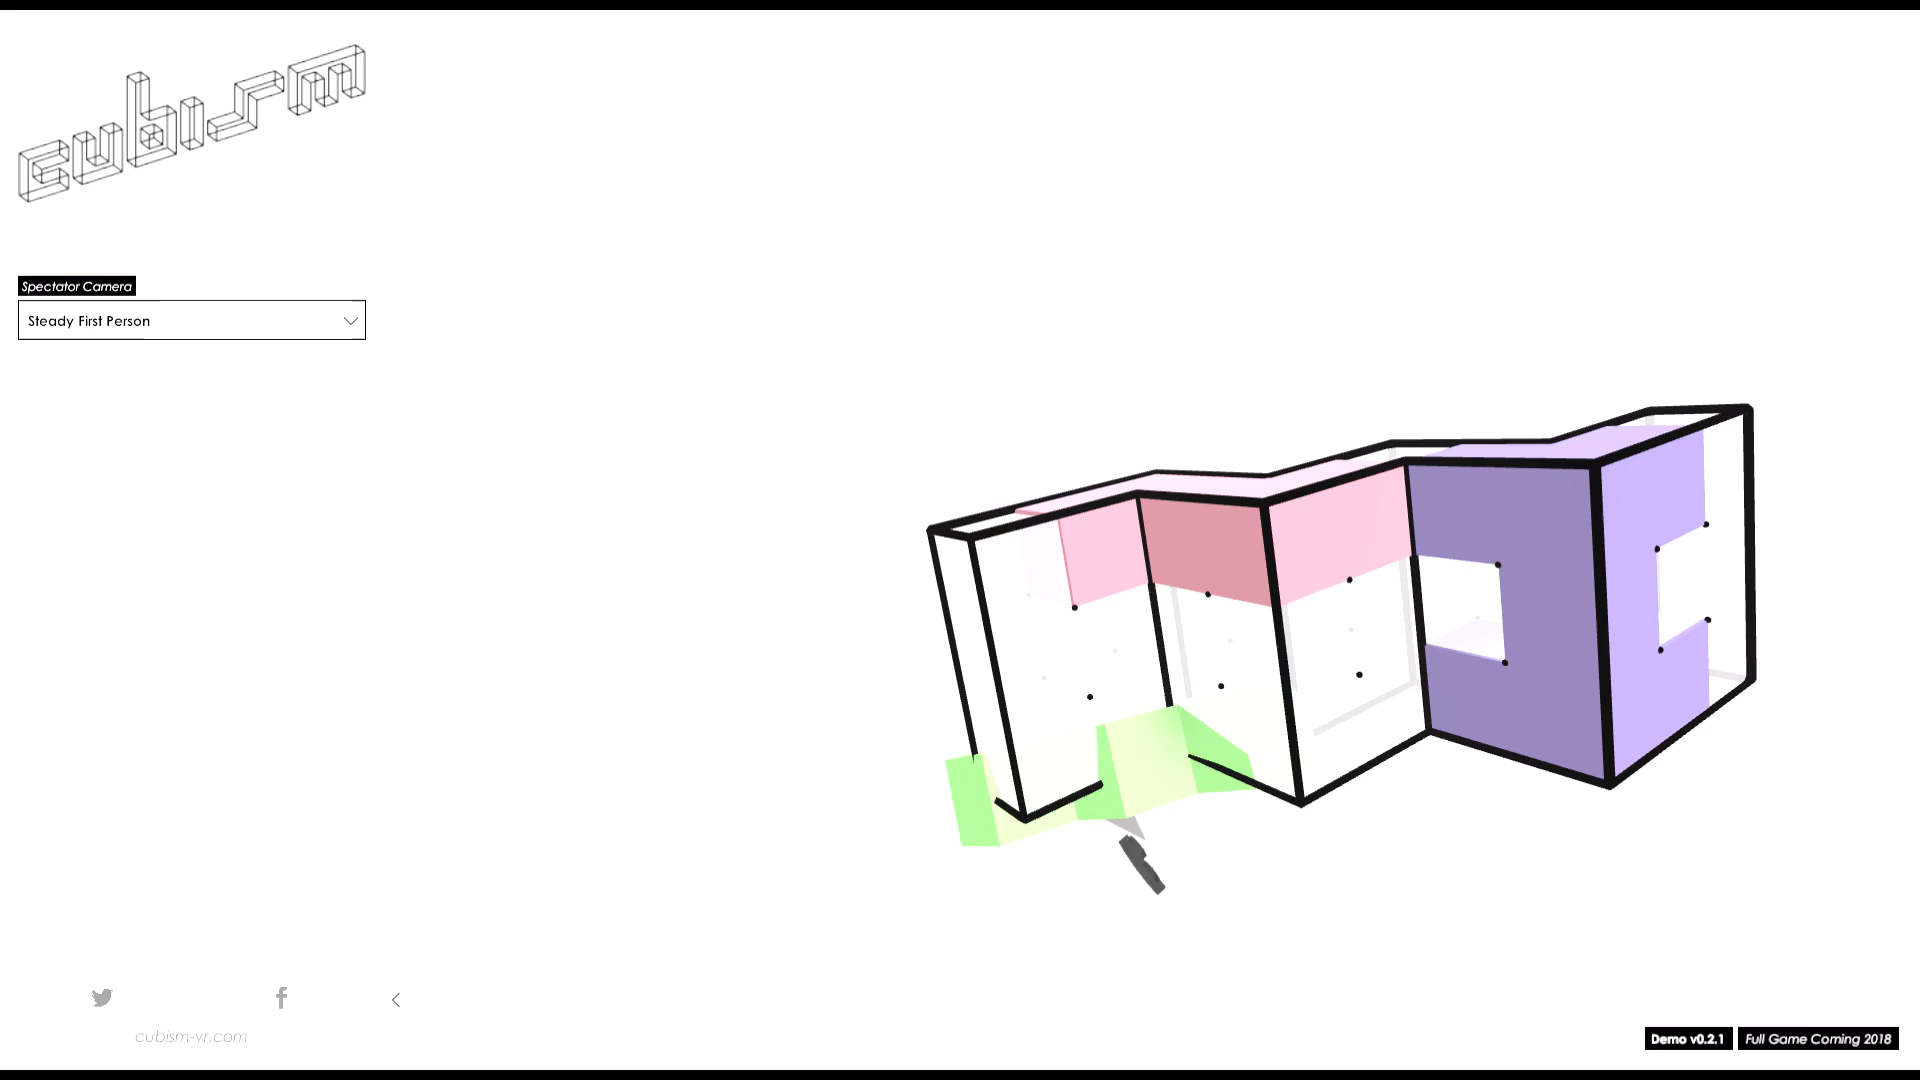 cubism
Spectator Camera
Steady First Person
cubism-vr.com
Demo v0.2.1
Full Game Coming 2018